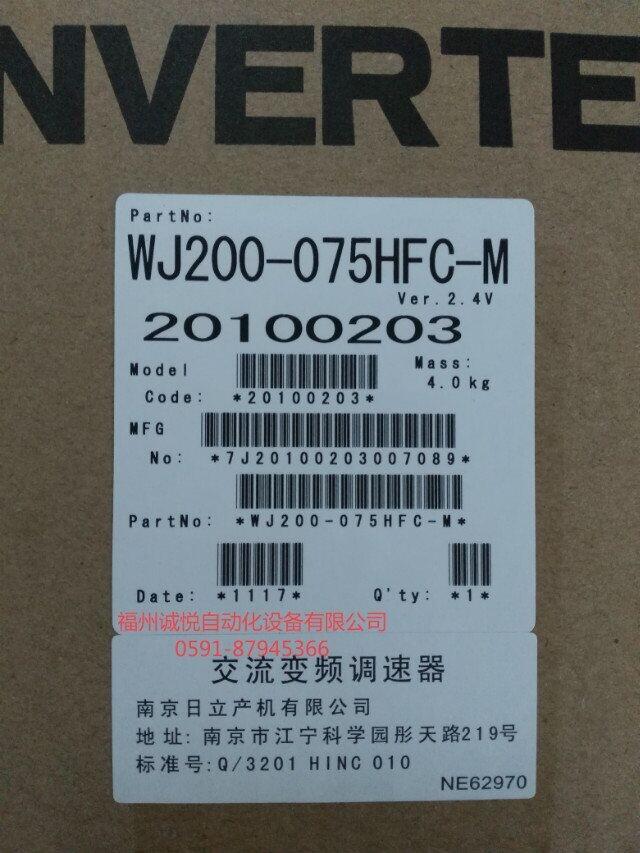 NVERTE
PartNo:
WJ200-075HFC-M
Ver.2.4V
20100203
Model
Mass:
4.0kg
Code: *20100203*
MFG
No: *7J20100203007089*
PartNo: *WJ200-075HFC-M*
Date: *1117* Q'ty: *1*
福州诚悦自动化设备有限公司
0591-87945366
交流变频调速器
南京日立产机有限公司
地址: 南京市江宁科学园彤天路219号
标准号:Q/3201 HINC 010
NE62970